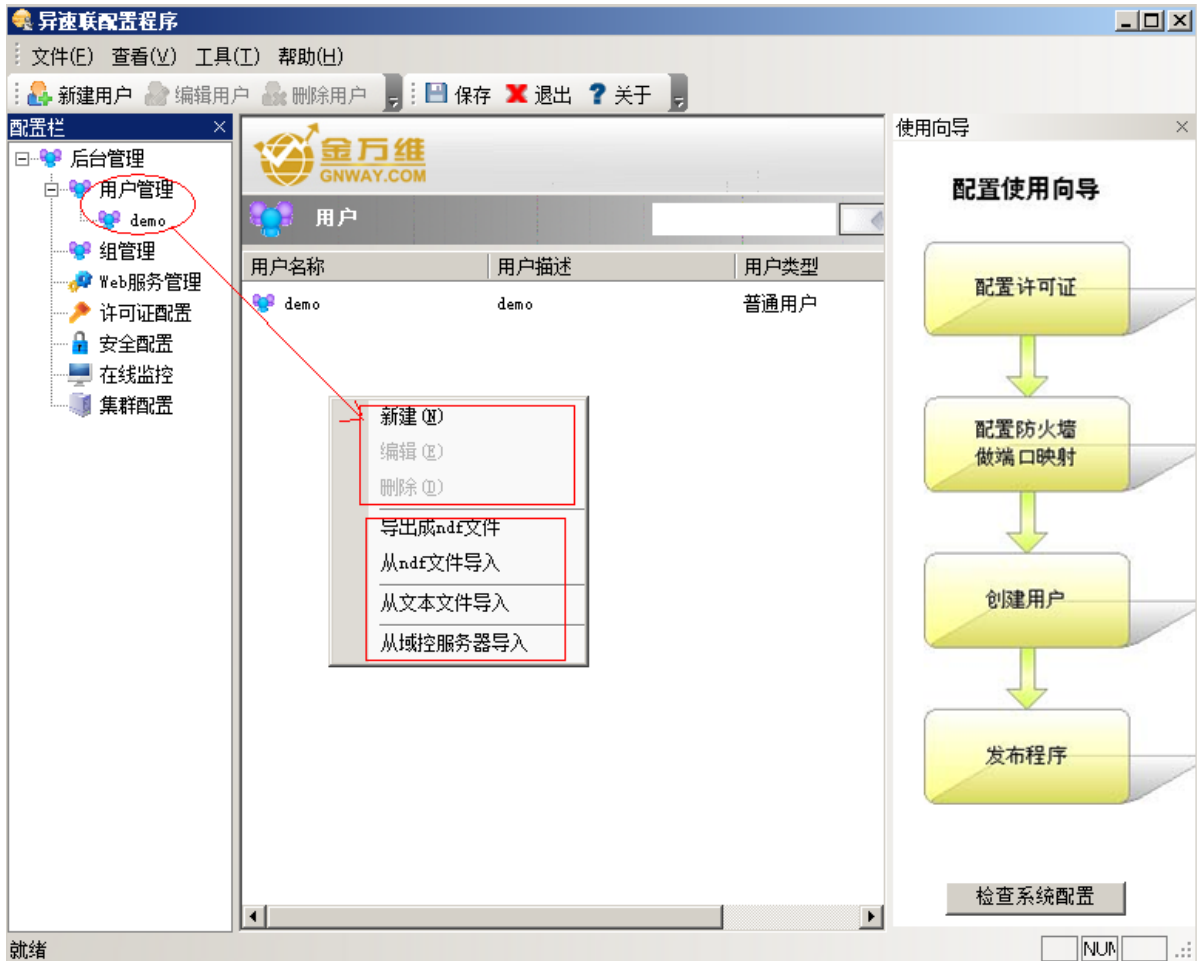 异速联配置程序
文件(F) 查看(V) 工具(T) 帮助(H)
新建用户 编辑用户 删除用户 保存 退出 ? 关于
配置栏
后台管理
用户管理
demo
组管理
Web服务管理
许可证配置
安全配置
在线监控
集群配置
金万维
GNWAY.COM
用户
用户名称 用户描述 用户类型
demo demo 普通用户
新建(N)
编辑(E)
删除(D)
导出成ndf文件
从ndf文件导入
从文本文件导入
从域控服务器导入
使用向导
配置使用向导
配置许可证
配置防火墙
做端口映射
创建用户
发布程序
检查系统配置
就绪 NUM